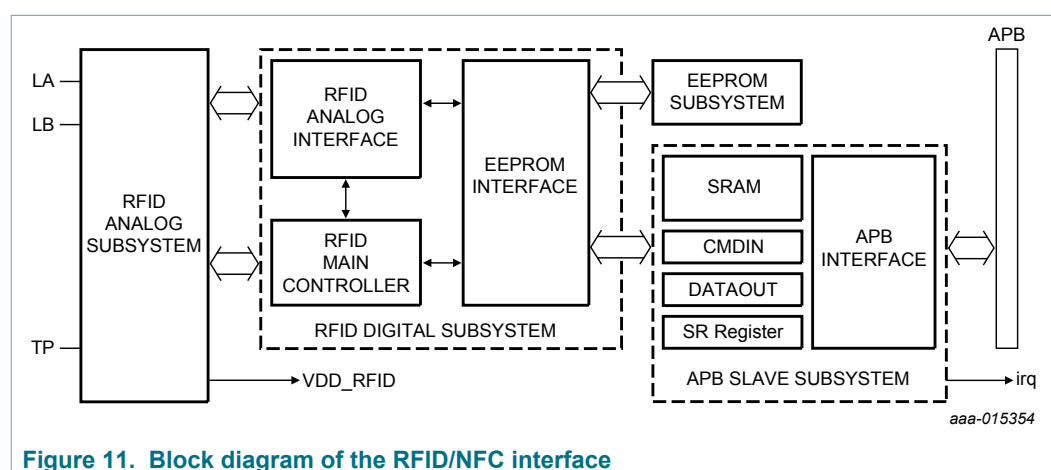 APB
LA
LB
TP
RFID
ANALOG
SUBSYSTEM
RFID
ANALOG
INTERFACE
RFID
MAIN
CONTROLLER
EEPROM
INTERFACE
RFID DIGITAL SUBSYSTEM
EEPROM
SUBSYSTEM
SRAM
CMDIN
DATAOUT
SR Register
APB
INTERFACE
APB SLAVE SUBSYSTEM
VDD_RFID
irq
aaa-015354
Figure 11. Block diagram of the RFID/NFC interface